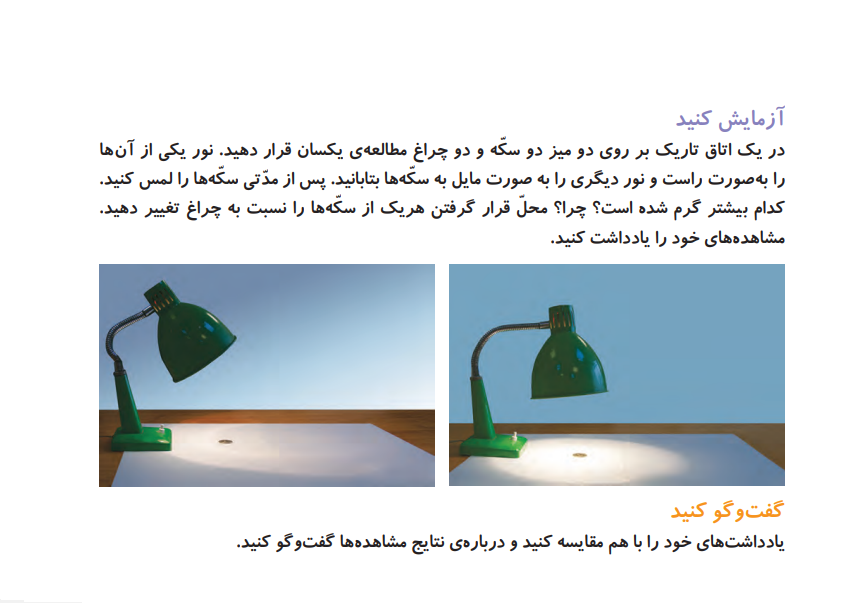 آزمایش کنید
در یک اتاق تاریک بر روی دو میز دو سکّه و دو چراغ مطالعه‌ی یکسان قرار دهید. نور یکی از آن‌ها
را به‌صورت راست و نور دیگری را به صورت مایل به سکّه‌ها بتابانید. پس از مدّتی سکّه‌ها را لمس کنید.
کدام بیشتر گرم شده است؟ چرا؟ محلّ قرار گرفتن هریک از سکّه‌ها را نسبت به چراغ تغییر دهید.
مشاهده‌های خود را یادداشت کنید.
گفت‌وگو کنید
یادداشت‌های خود را با هم مقایسه کنید و درباره‌ی نتایج مشاهده‌ها گفت‌وگو کنید.